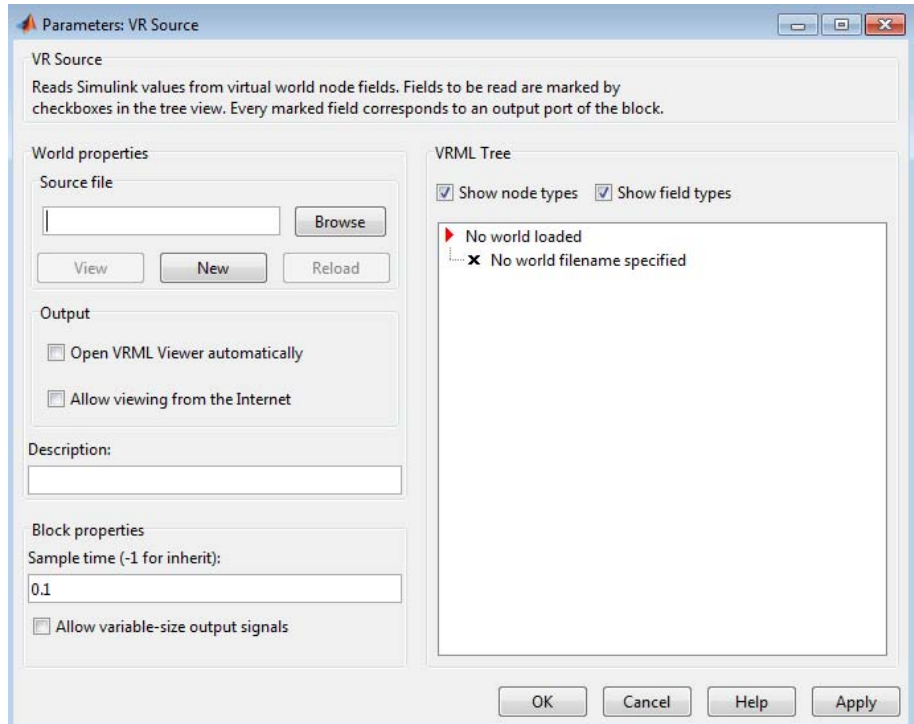 Parameters: VR Source
VR Source
Reads Simulink values from virtual world node fields. Fields to be read are marked by
checkboxes in the tree view. Every marked field corresponds to an output port of the block.
World properties
Source file
Browse
View New Reload
Output
Open VRML Viewer automatically
Allow viewing from the Internet
Description:
Block properties
Sample time (-1 for inherit):
0.1
Allow variable-size output signals
VRML Tree
Show node types Show field types
No world loaded
No world filename specified
OK Cancel Help Apply